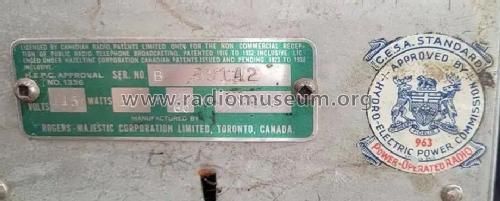 LICENSED BY CANADIAN RADIO PATENTS LIMITED ONLY FOR THE NON COMMERCIAL RECEP-
TION OF PUBLIC RADIO TELEPHONE BROADCASTING. PATENTED 1916 TO 1932 INCLUSIVE. LIC-
ENSED UNDER HAZELTINE CORPORATION PATENTS ISSUED AND PENDING 1923 TO 1932
INCLUSIVE.
H.E.P.C. APPROVAL
NO. 1336
SER. NO. B 142
VOLTS 115 WATTS
MANUFACTURED BY
ROGERS-MAJESTIC CORPORATION LIMITED, TORONTO, CANADA.
www.radiomuseum.org
C.E.S.A. STANDARD
APPROVED BY
HYDRO-ELECTRIC POWER COMMISSION
963
POWER-OPERATED RADIO